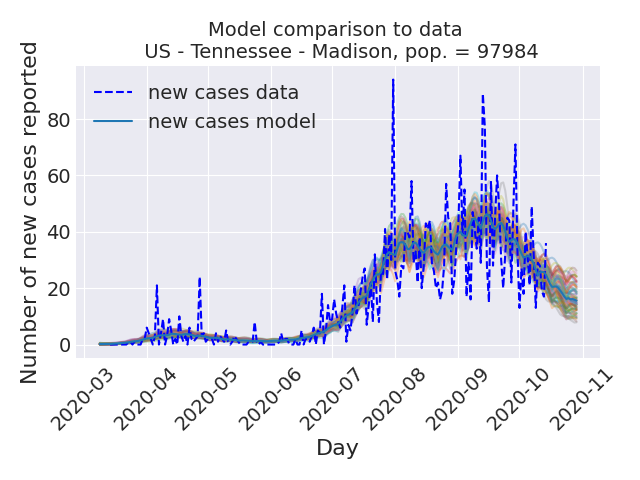 Model comparison to data
US - Tennessee - Madison, pop. = 97984
new cases data
new cases model
Number of new cases reported
80
60
40
20
0
2020-03
2020-04
2020-05
2020-06
2020-07
2020-08
2020-09
2020-10
2020-11
Day